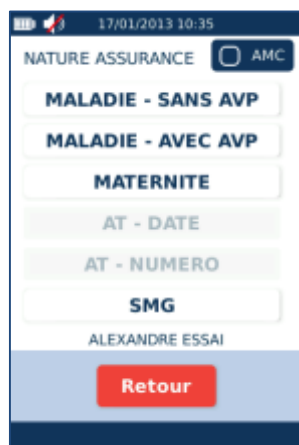 17/01/2013 10:35
NATURE ASSURANCE AMC
MALADIE - SANS AVP
MALADIE - AVEC AVP
MATERNITE
AT - DATE
AT - NUMERO
SMG
ALEXANDRE ESSAI
Retour